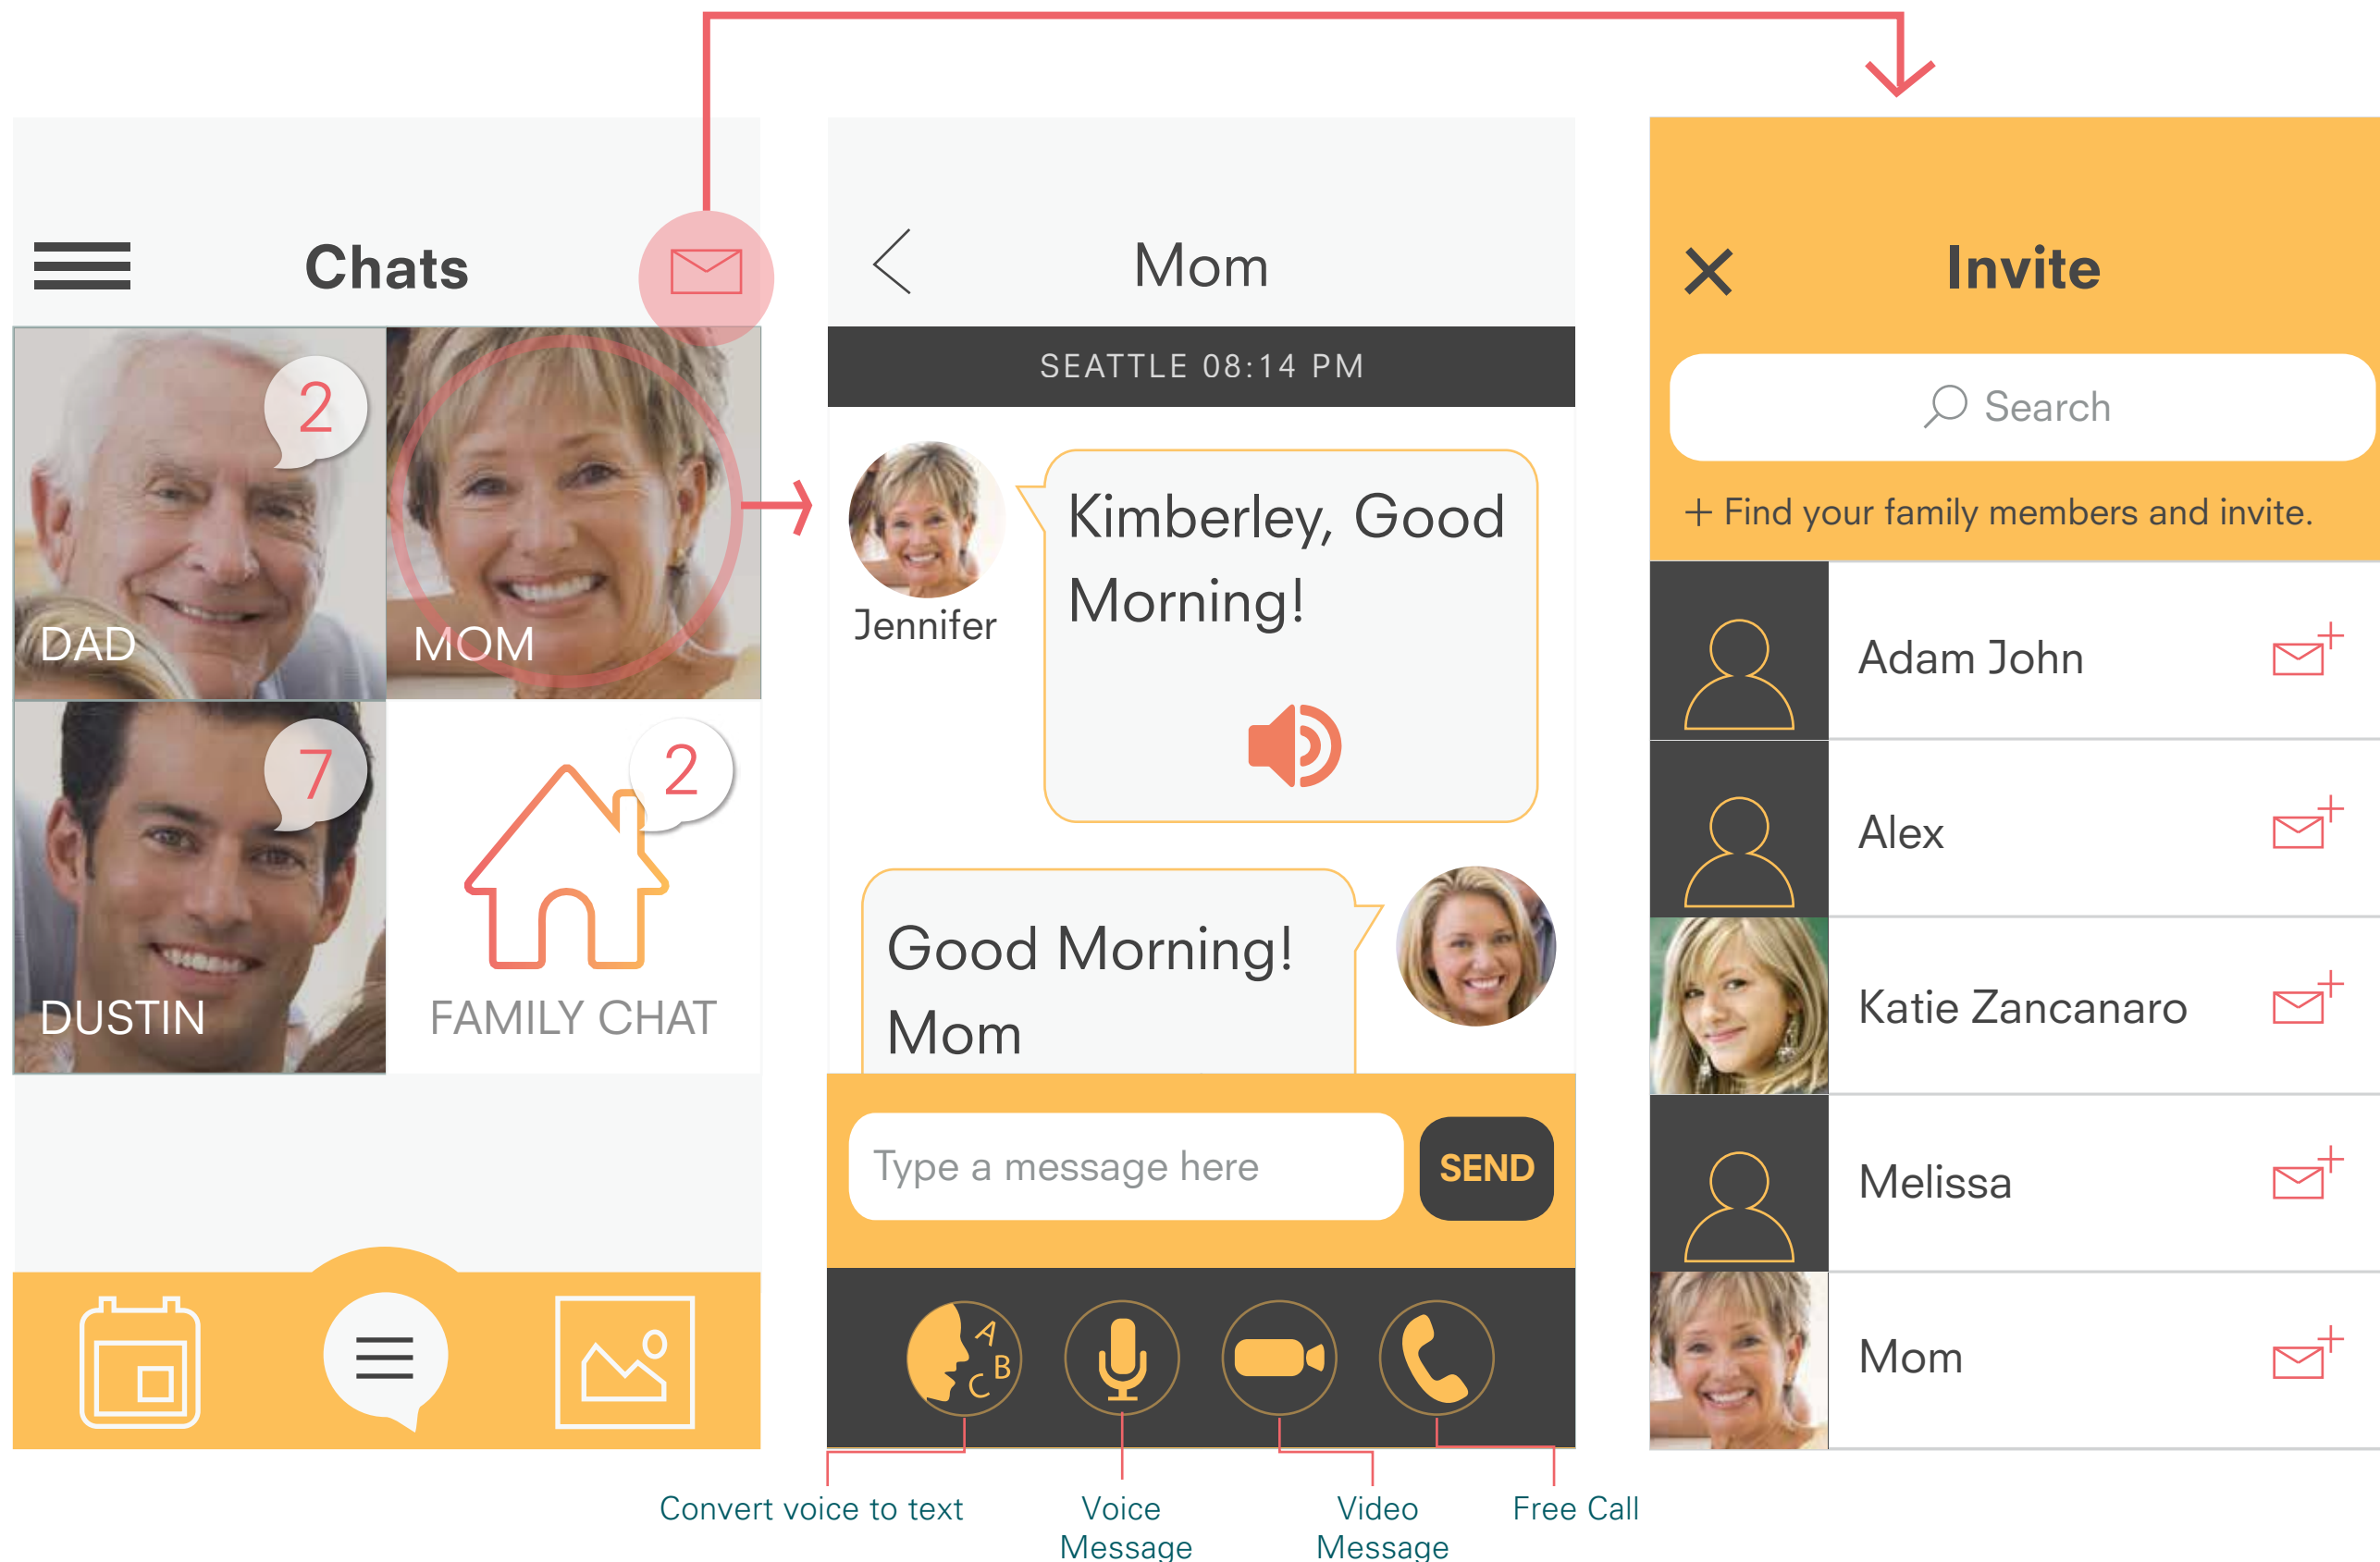 Chats
2
DAD
MOM
7
DUSTIN
2
FAMILY CHAT
Mom
SEATTLE 08:14 PM
Jennifer
Kimberley, Good
Morning!
Good Morning!
Mom
Type a message here
SEND
A
B
C
Convert voice to text
Voice
Message
Video
Message
Free Call
Invite
Search
+ Find your family members and invite.
Adam John
Alex
Katie Zancanaro
Melissa
Mom